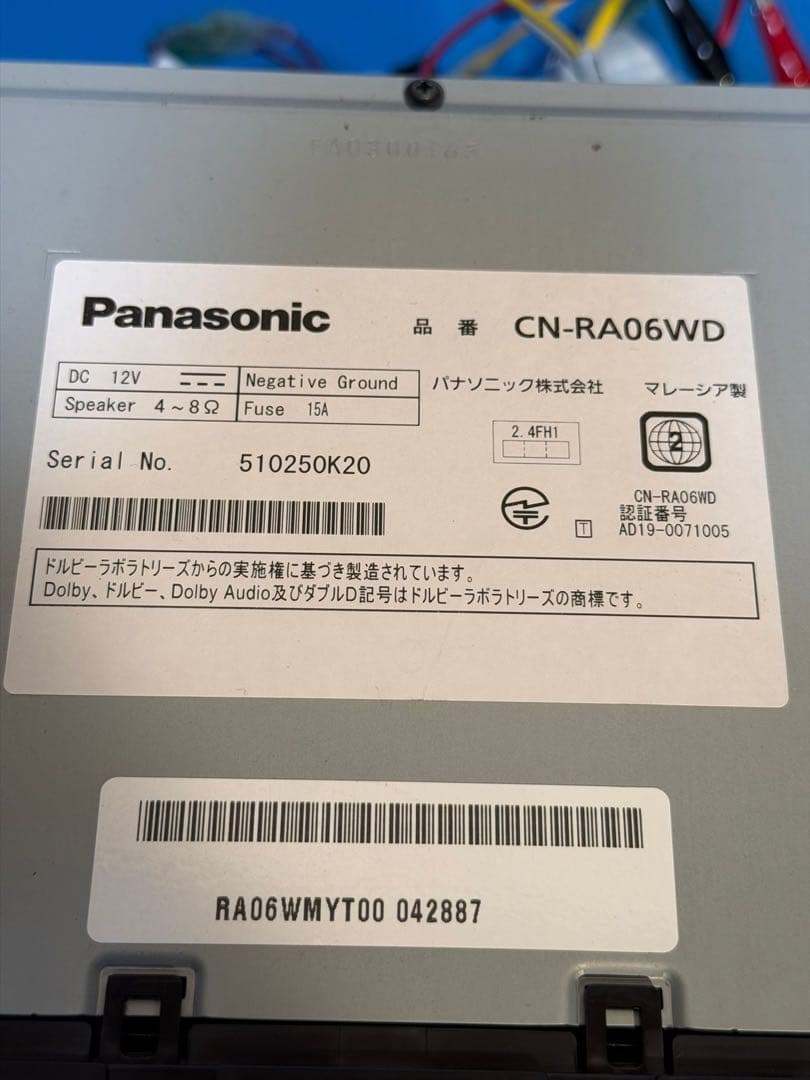 Panasonic 品番 CN-RA06WD
DC 12V Negative Ground パナソニック株式会社 マレーシア製
Speaker 4～8Ω Fuse 15A
2.4FH1
2
Serial No. 510250K20
CN-RA06WD
認証番号
T AD19-0071005
ドルビーラボラトリーズからの実施権に基づき製造されています。
Dolby、ドルビー、Dolby Audio及びダブルD記号はドルビーラボラトリーズの商標です。
RA06WMYT00 042887